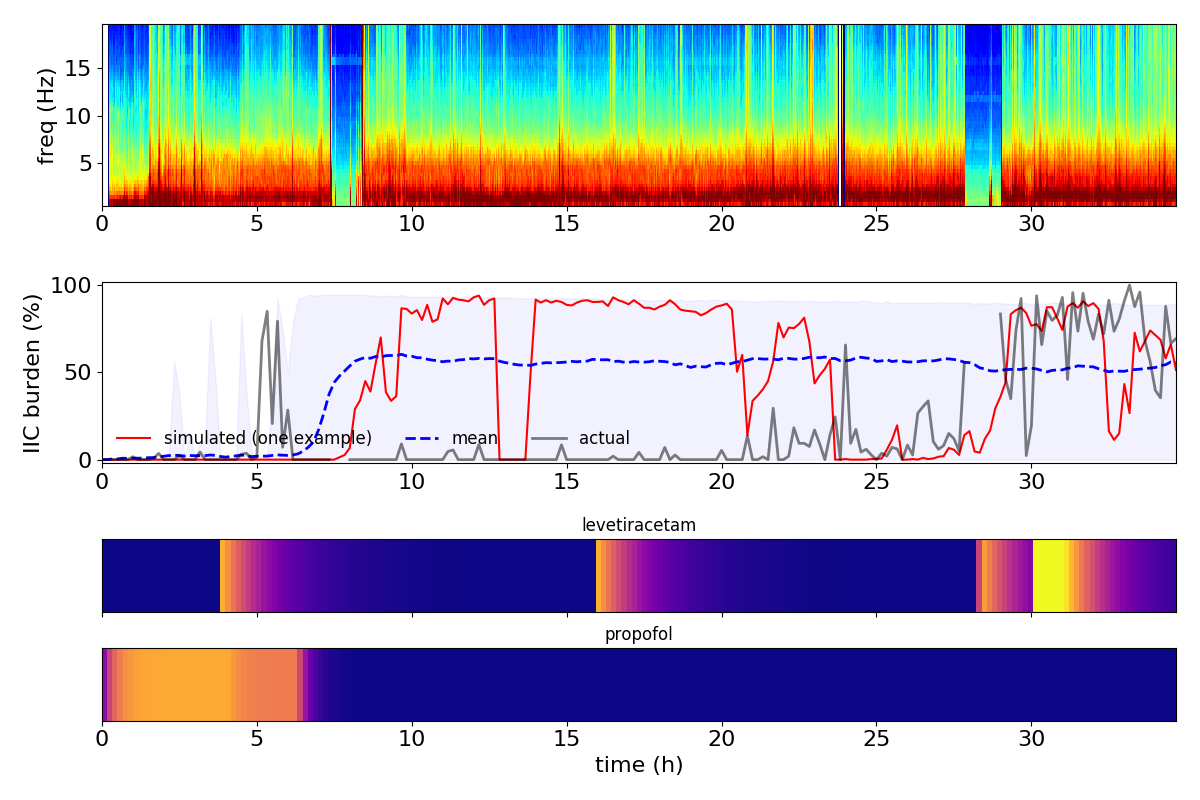 freq (Hz)
15
10
5
0 5 10 15 20 25 30
IIC burden (%)
100
50
0
simulated (one example) mean actual
0 5 10 15 20 25 30
levetiracetam
propofol
0 5 10 15 20 25 30
time (h)